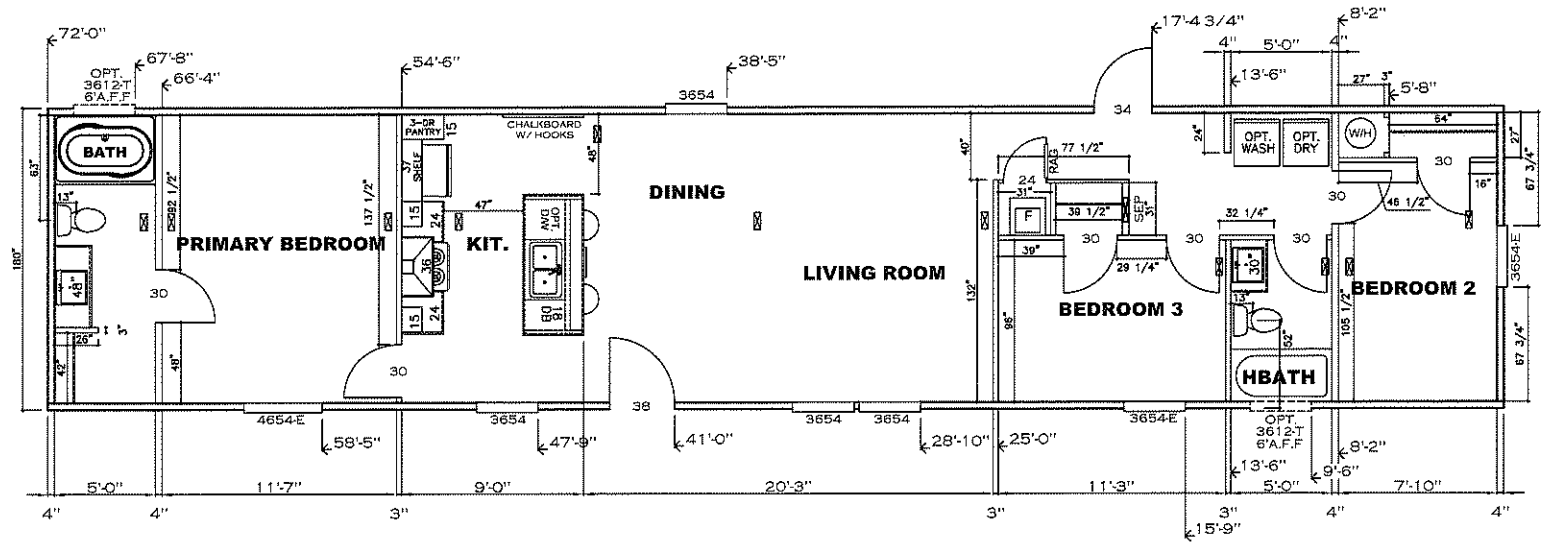 72'-0"
67'-8"
66'-4"
54'-6"
38'-5"
17'-4 3/4"
8'-2"
OPT.
3612-T
6'A.F.F
4" 5'-0" 4"
13'-6"
27" 3"
5'-8"
3654
34
3-DR
PANTRY
15
CHALKBOARD
W/ HOOKS
48"
37
SHELF
BATH
63"
180"
82 1/2"
137 1/2"
13"
40"
77 1/2"
RAG
24
31"
F
39 1/2"
SEP
31"
24"
OPT.
WASH
OPT.
DRY
W/H
64"
27"
30
16"
67 3/4"
46 1/2"
30
DINING
47"
15
24
OPT.
DW
PRIMARY BEDROOM
KIT.
36
LIVING ROOM
39"
30
29 1/4"
30
32 1/4"
30
30"
BEDROOM 3
BEDROOM 2
3654-E
48"
30
15
24
18
DB
132"
96"
13"
52"
105 1/2"
67 3/4"
3"
26"
42"
48"
30
HBATH
4654-E
3654
38
3654
3654
3654-E
OPT.
3612-T
6'A.F.F
58'-5"
47'-9"
41'-0"
28'-10"
25'-0"
8'-2"
13'-6"
9'-6"
5'-0" 11'-7" 9'-0" 20'-3" 11'-3" 5'-0" 7'-10"
4" 4" 3" 3" 3" 4" 4"
15'-9"